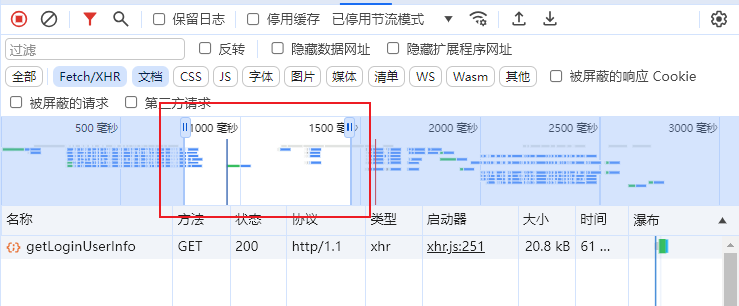 保留日志 停用缓存 已停用节流模式
过滤 反转 隐藏数据网址 隐藏扩展程序网址
全部 Fetch/XHR 文档 CSS JS 字体 图片 媒体 清单 WS Wasm 其他 被屏蔽的响应 Cookie
被屏蔽的请求 第三方请求
500 毫秒 1000 毫秒 1500 毫秒 2000 毫秒 2500 毫秒 3000 毫秒
名称 方法 状态 协议 类型 启动器 大小 时间 瀑布
getLoginUserInfo GET 200 http/1.1 xhr xhr.js:251 20.8 kB 61 ...